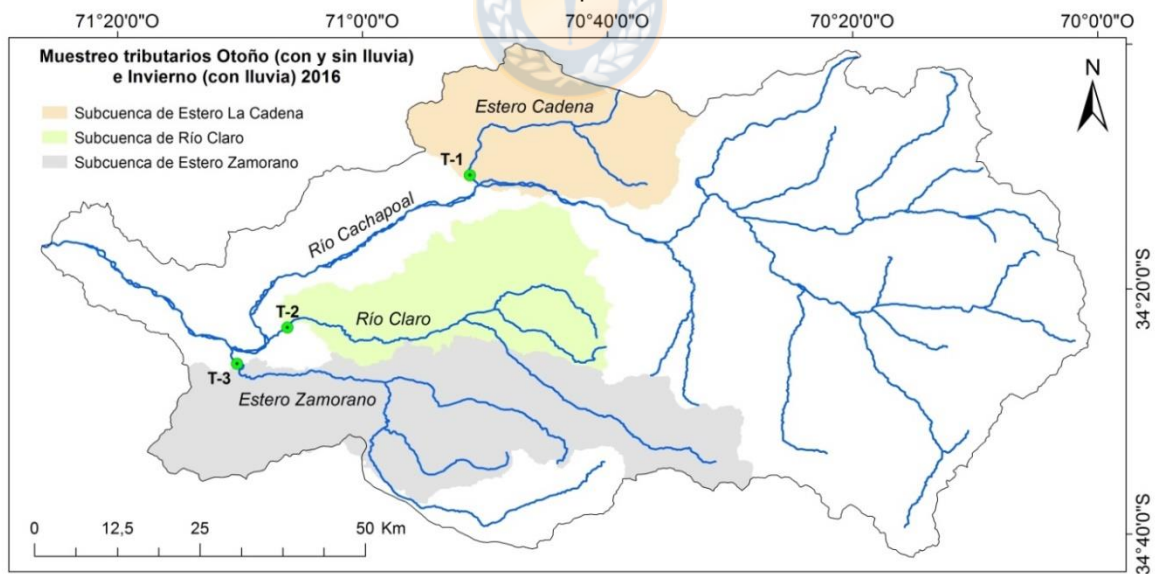 71°20'0"O 71°0'0"O 70°40'0"O 70°20'0"O 70°0'0"O
Muestreo tributarios Otoño (con y sin lluvia)
e Invierno (con lluvia) 2016
Subcuenca de Estero La Cadena
Subcuenca de Río Claro
Subcuenca de Estero Zamorano
Estero Cadena
N
T-1
Río Cachapoal
34°20'0"S
T-2
Río Claro
T-3
Estero Zamorano
0 12,5 25 50 Km
34°40'0"S